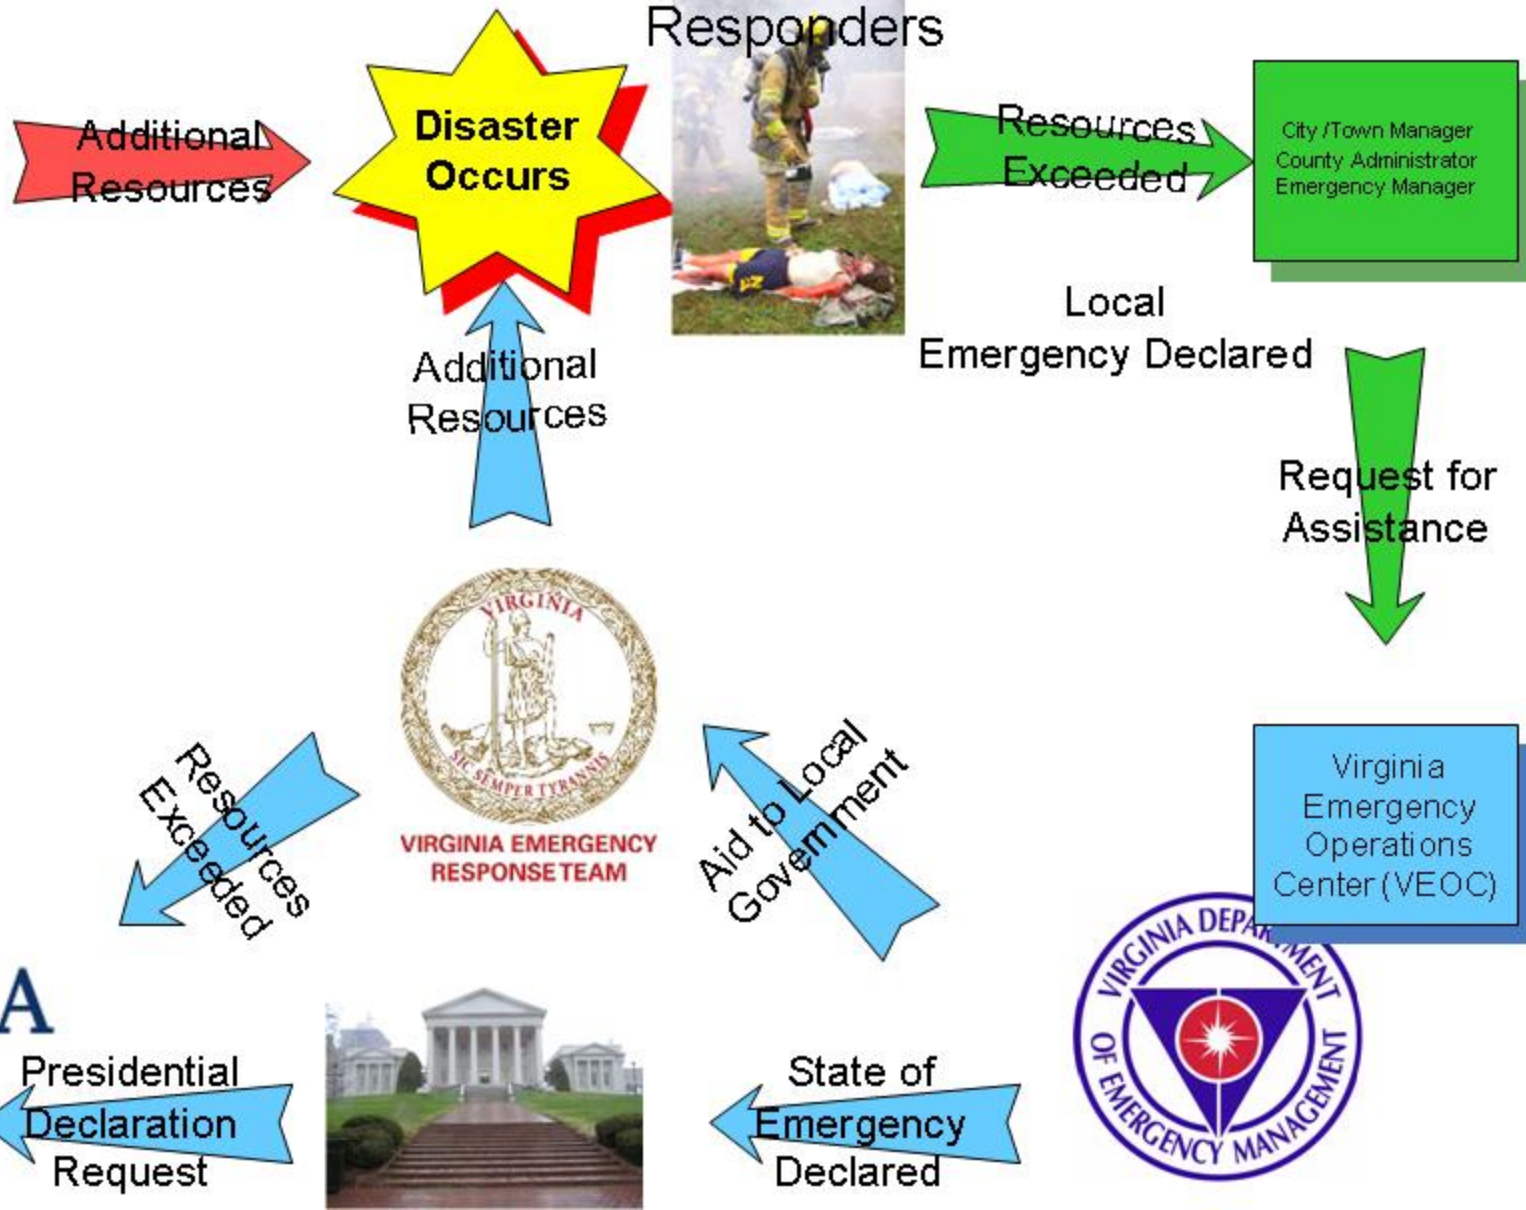 Responders
Additional
Resources
Disaster
Occurs
Resources
Exceeded
City /Town Manager
County Administrator
Emergency Manager
Local
Emergency Declared
Additional
Resources
Request for
Assistance
VIRGINIA
SIC SEMPER TYRANNIS
VIRGINIA EMERGENCY
RESPONSE TEAM
Resources
Exceeded
Aid to Local
Government
Virginia
Emergency
Operations
Center (VEOC)
VIRGINIA DEPARTMENT
OF EMERGENCY MANAGEMENT
A
Presidential
Declaration
Request
State of
Emergency
Declared